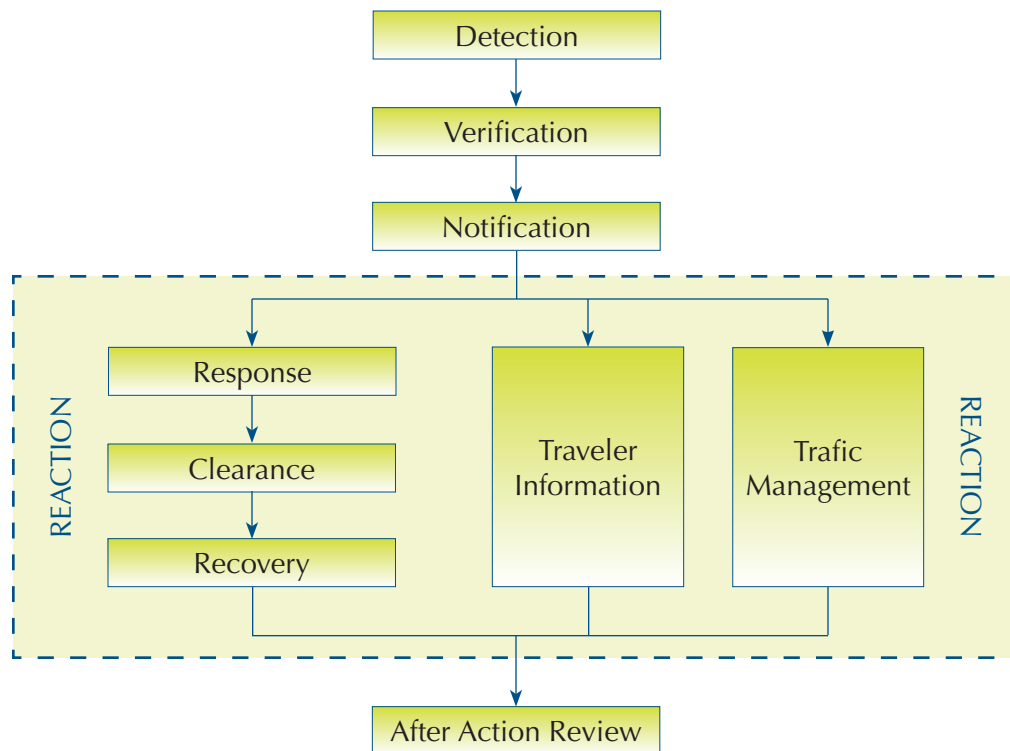 Detection
Verification
Notification
REACTION
Response
Clearance
Recovery
Traveler
Information
Trafic
Management
REACTION
After Action Review